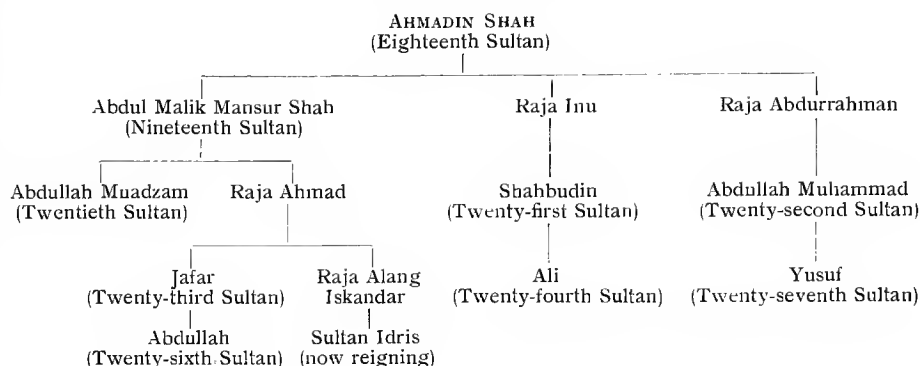 AHMADIN SHAH
(Eighteenth Sultan)
Abdul Malik Mansur Shah
(Nineteenth Sultan)
Raja Inu
Raja Abdurrahman
Abdullah Muadzam
(Twentieth Sultan)
Raja Ahmad
Shahbudin
(Twenty-first Sultan)
Abdullah Muhammad
(Twenty-second Sultan)
Jafar
(Twenty-third Sultan)
Raja Alang
Iskandar
Ali
(Twenty-fourth Sultan)
Yusuf
(Twenty-seventh Sultan)
Abdullah
(Twenty-sixth Sultan)
Sultan Idris
(now reigning)